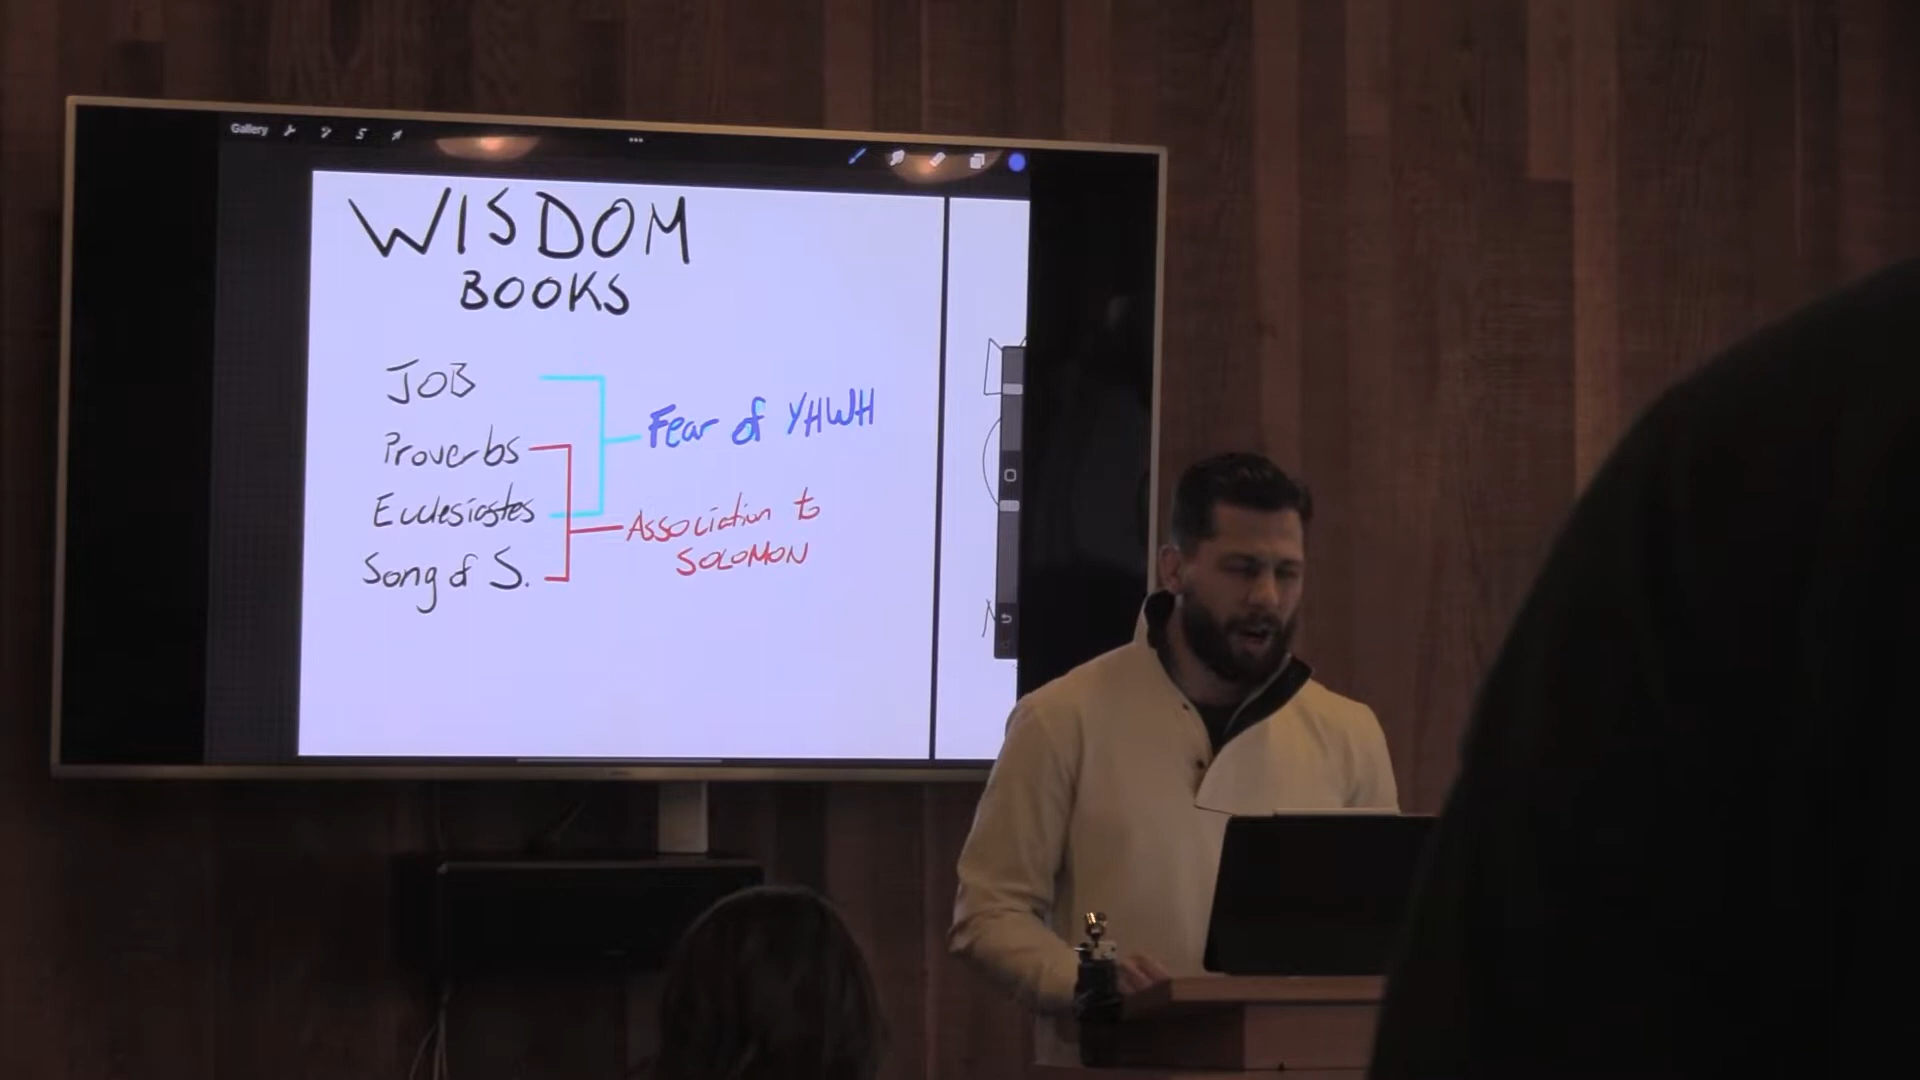 Gallery
WISDOM
BOOKS
JOB
Proverbs
Ecclesiastes
Song of S.
Fear of YHWH
Association to
SOLOMON